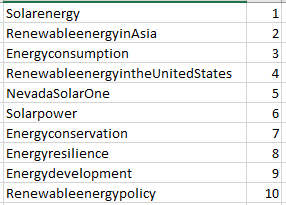 Solarenergy 1
RenewableenergyinAsia 2
Energyconsumption 3
RenewableenergyintheUnitedStates 4
NevadaSolarOne 5
Solarpower 6
Energyconservation 7
Energyresilience 8
Energydevelopment 9
Renewableenergypolicy 10